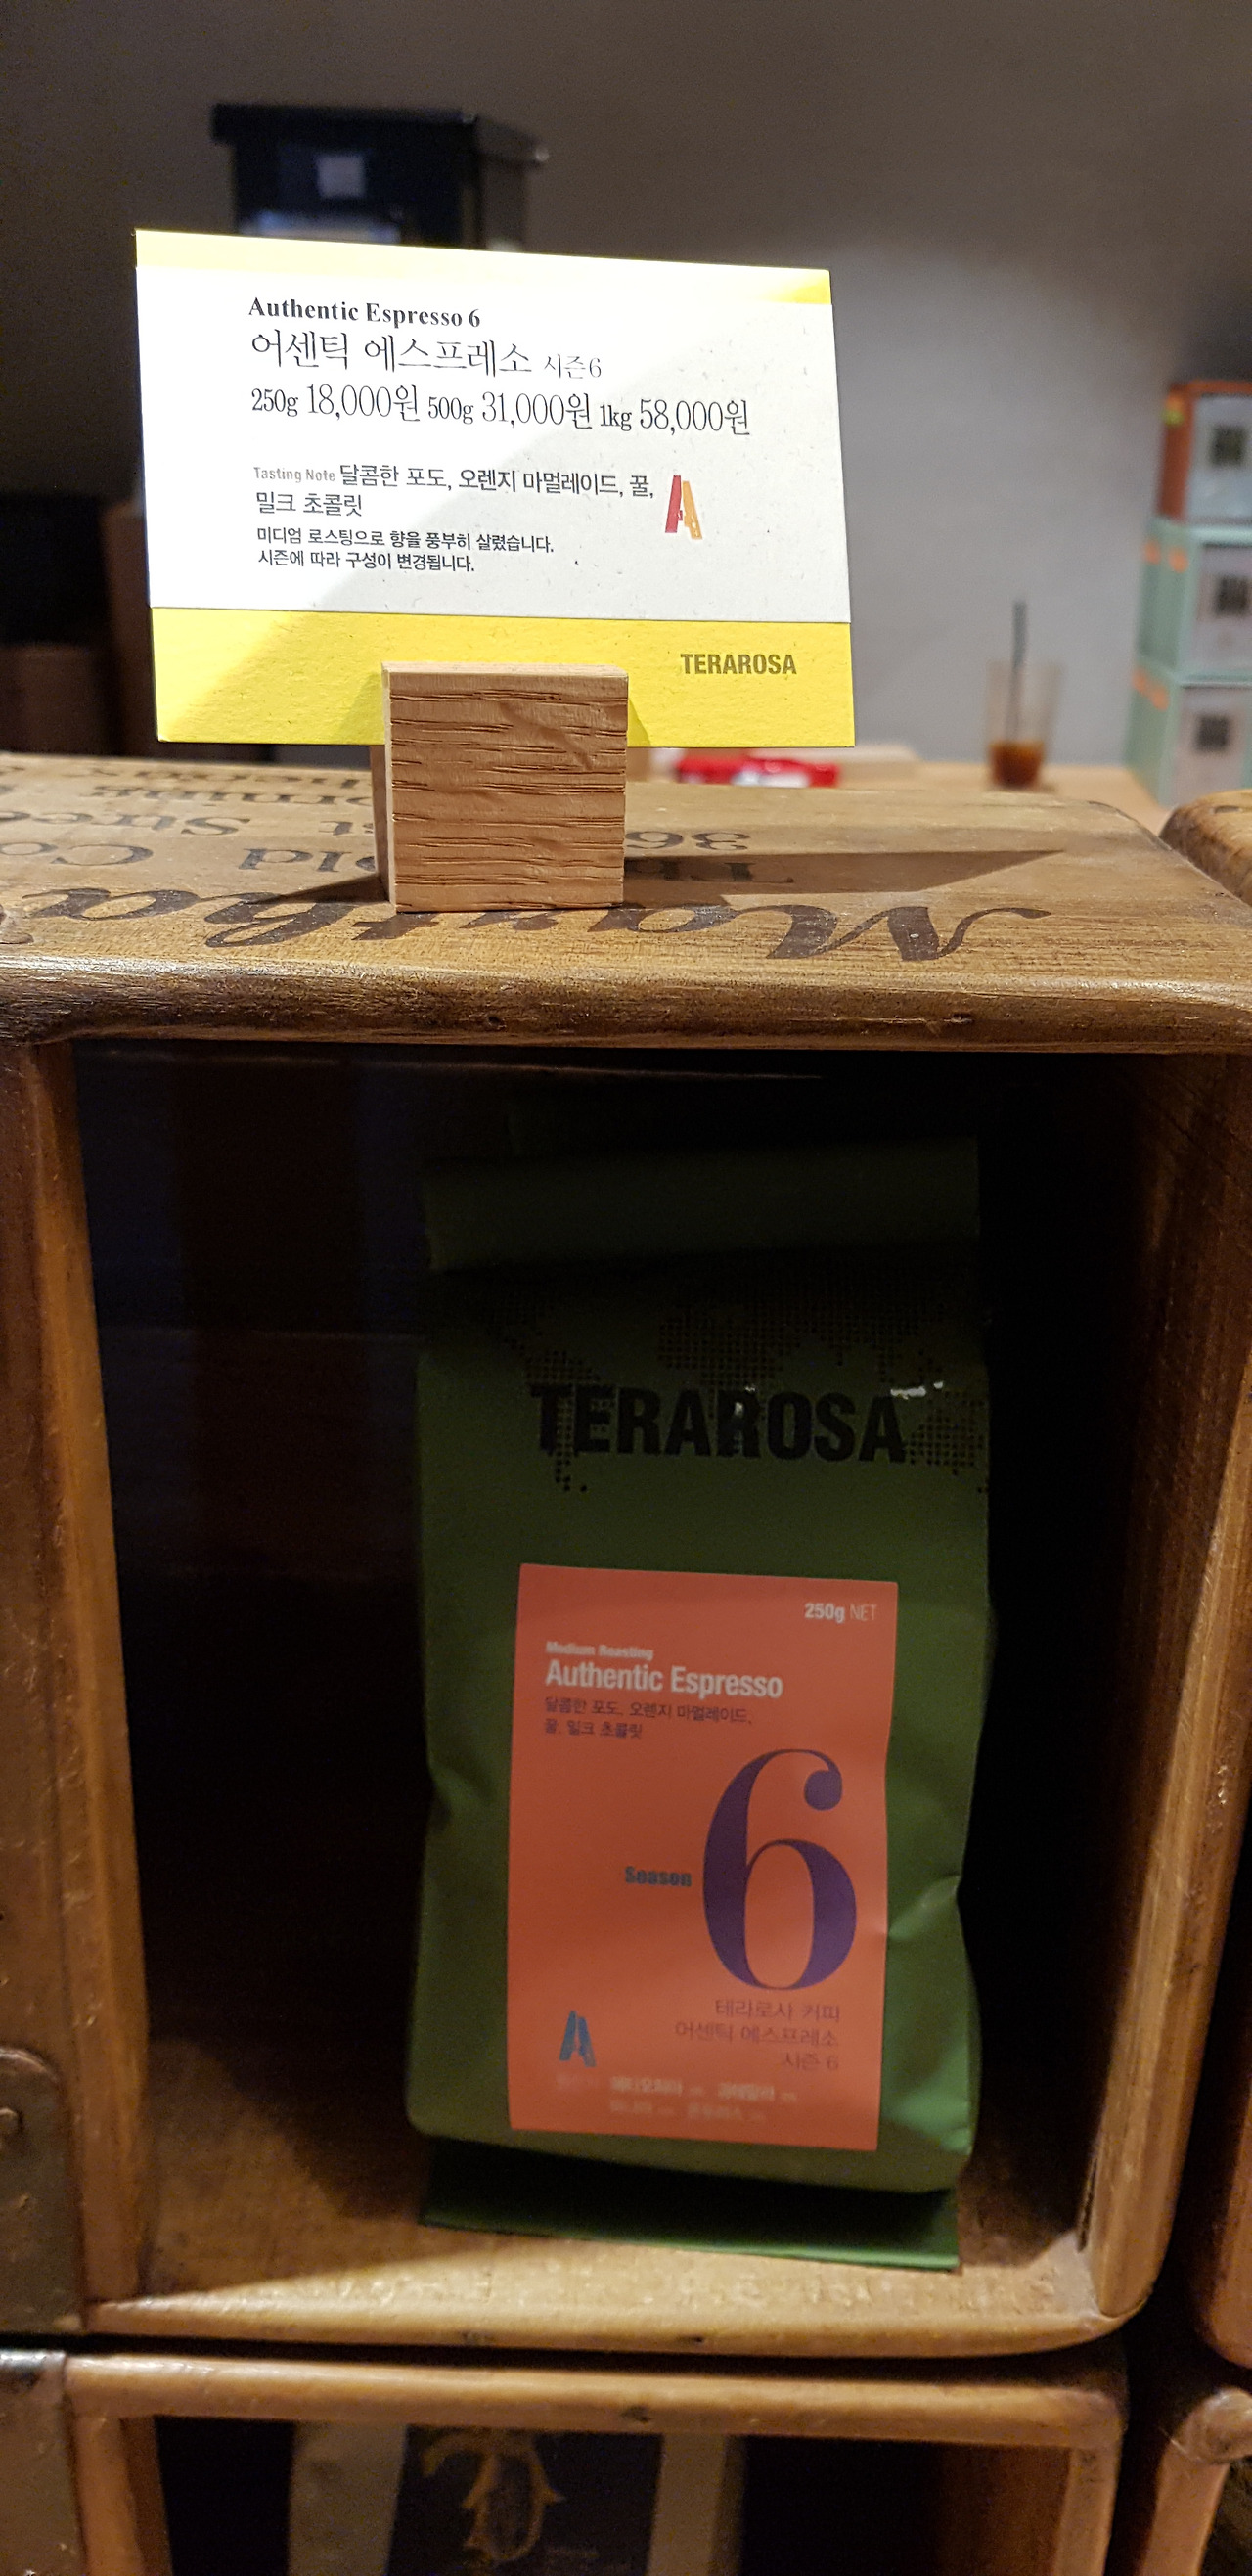 Authentic Espresso 6
어센틱 에스프레소 시즌6
250g 18,000원 500g 31,000원 1kg 58,000원
Tasting Note 달콤한 포도, 오렌지 마멀레이드, 꿀,
밀크 초콜릿
미디엄 로스팅으로 향을 풍부히 살렸습니다.
시즌에 따라 구성이 변경됩니다.
TERAROSA
TERAROSA
250g NET
Medium Roasting
Authentic Espresso
달콤한 포도, 오렌지 마멀레이드,
꿀, 밀크 초콜릿
Season 6
테라로사 커피
어센틱 에스프레소
시즌 6